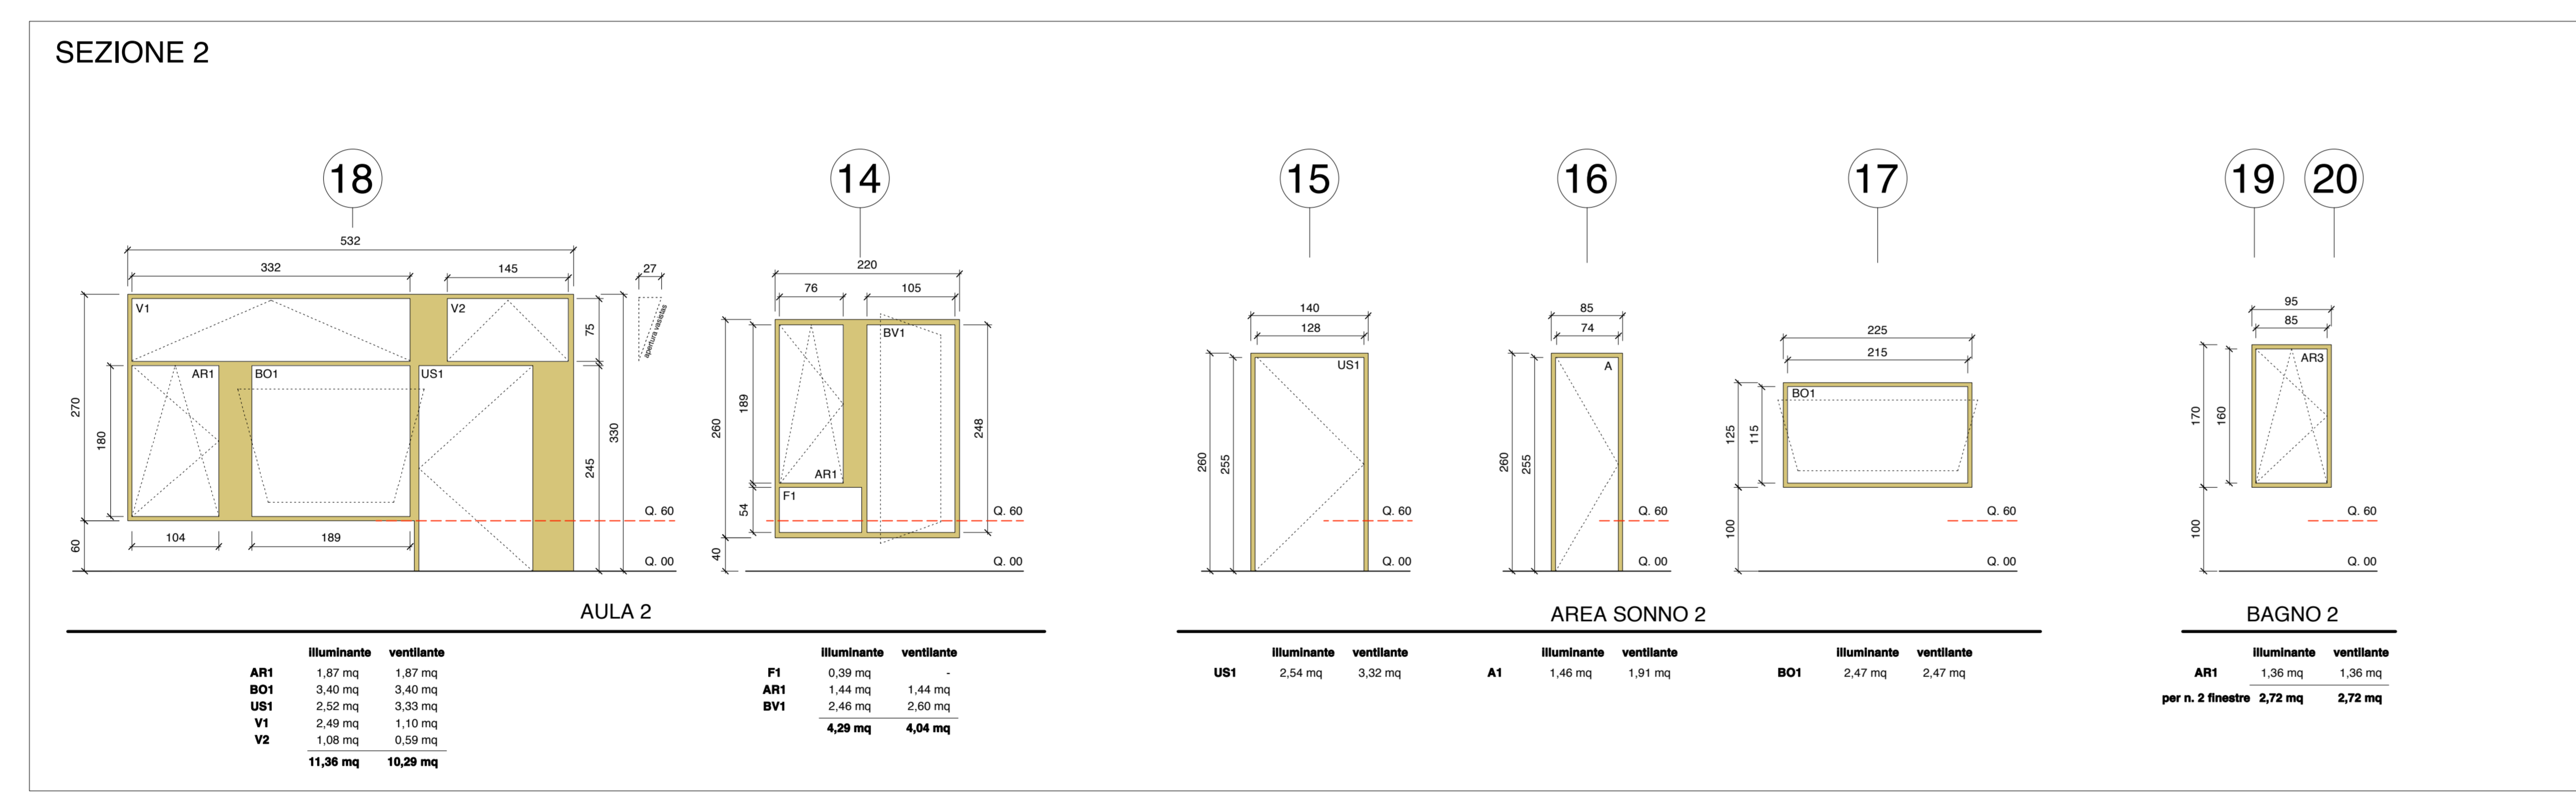 SEZIONE 2
18
14
15
16
17
19 20
532
332 145 27
V1 V2
apertura vasistas
75
AR1 BO1 US1
270 180 245 330
60
104 189
Q. 60
Q. 00
220
76 105
BV1
260 189 248
AR1
F1
54
40
Q. 60
Q. 00
140
128
US1
260 255
Q. 60
Q. 00
85
74
A
260 255
Q. 60
Q. 00
225
215
BO1
125 115
100
Q. 60
Q. 00
95
85
AR3
170 160
100
Q. 60
Q. 00
AULA 2
illuminante ventilante
AR1 1,87 mq 1,87 mq
BO1 3,40 mq 3,40 mq
US1 2,52 mq 3,33 mq
V1 2,49 mq 1,10 mq
V2 1,08 mq 0,59 mq
11,36 mq 10,29 mq
illuminante ventilante
F1 0,39 mq -
AR1 1,44 mq 1,44 mq
BV1 2,46 mq 2,60 mq
4,29 mq 4,04 mq
AREA SONNO 2
illuminante ventilante
US1 2,54 mq 3,32 mq
illuminante ventilante
A1 1,46 mq 1,91 mq
illuminante ventilante
BO1 2,47 mq 2,47 mq
BAGNO 2
illuminante ventilante
AR1 1,36 mq 1,36 mq
per n. 2 finestre 2,72 mq 2,72 mq